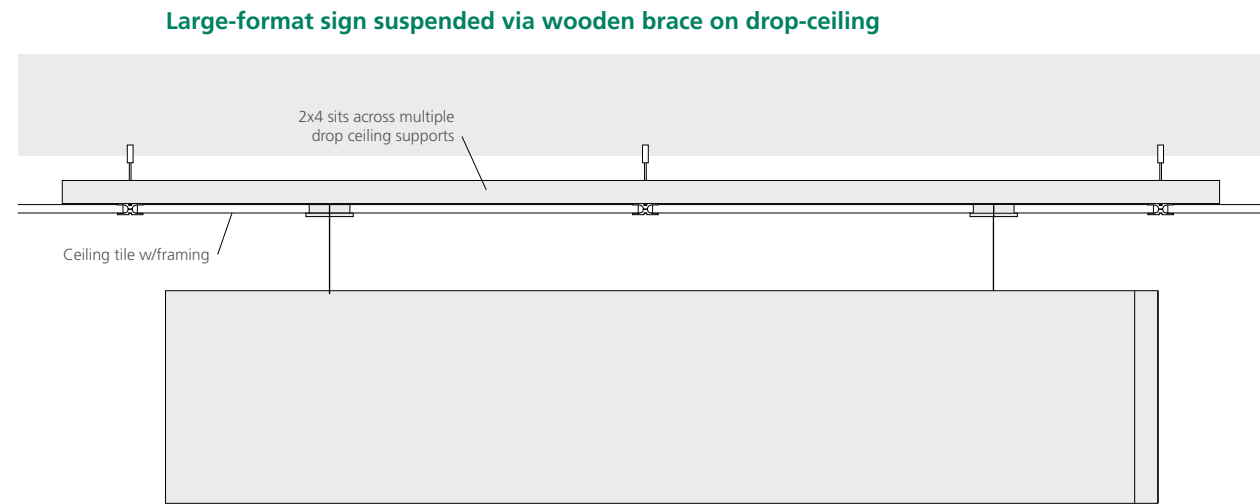 Large-format sign suspended via wooden brace on drop-ceiling
2x4 sits across multiple
drop ceiling supports
Ceiling tile w/framing